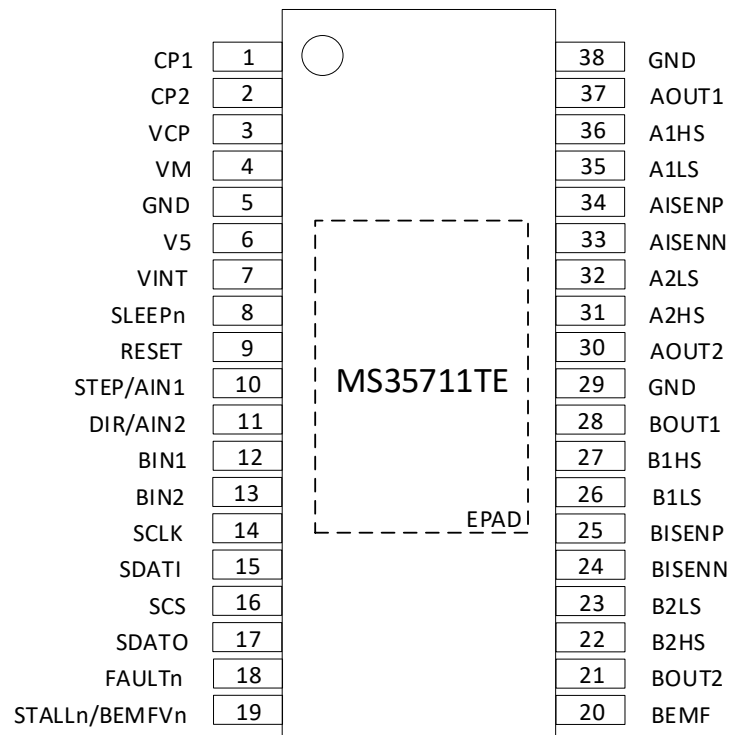 CP1 1 38 GND
CP2 2 37 AOUT1
VCP 3 36 A1HS
VM 4 35 A1LS
GND 5 34 AISENP
V5 6 33 AISENN
VINT 7 32 A2LS
SLEEPn 8 31 A2HS
RESET 9 30 AOUT2
STEP/AIN1 10 MS35711TE 29 GND
DIR/AIN2 11 28 BOUT1
BIN1 12 27 B1HS
BIN2 13 26 B1LS
SCLK 14 EPAD 25 BISENP
SDATI 15 24 BISENN
SCS 16 23 B2LS
SDATO 17 22 B2HS
FAULTn 18 21 BOUT2
STALLn/BEMFVn 19 20 BEMF